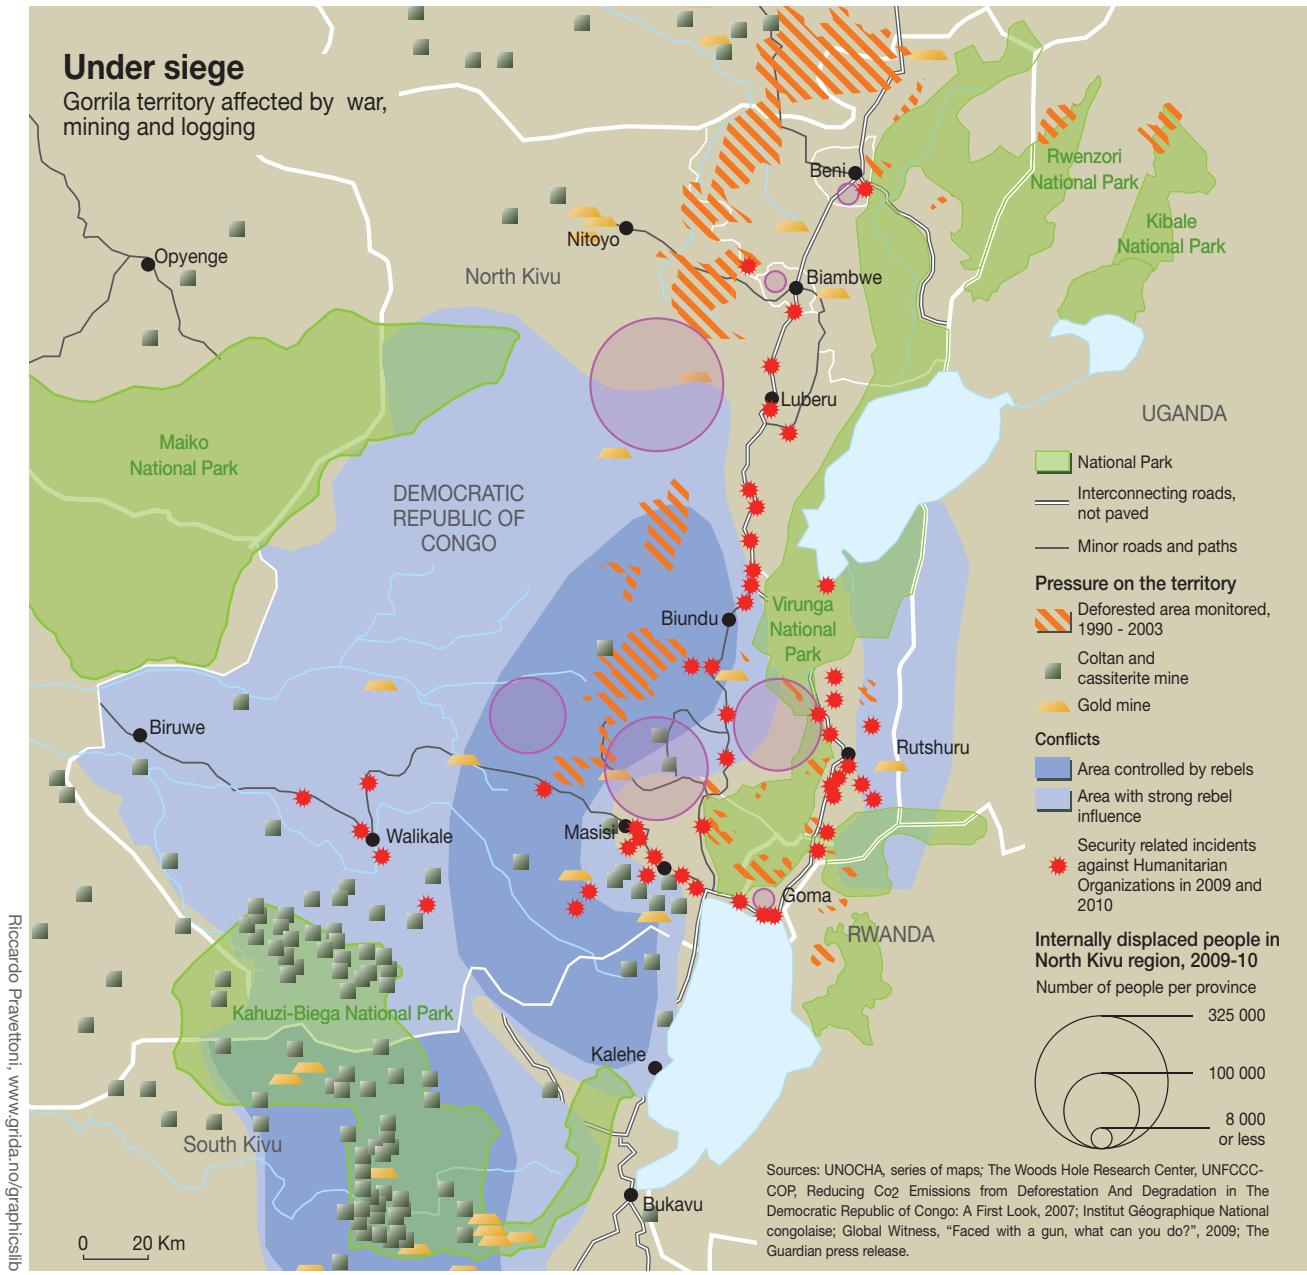 Under siege
Gorrila territory affected by war,
mining and logging
Beni
Rwenzori
National Park
Kibale
National Park
Nitoyo
Opyenge
North Kivu
Biambwe
Luberu
UGANDA
Maiko
National Park
DEMOCRATIC
REPUBLIC OF
CONGO
Biundu
Virunga
National
Park
Biruwe
Rutshuru
Walikale
Masisi
Goma
RWANDA
Kahuzi-Biega National Park
Kalehe
South Kivu
Bukavu
0 20 Km
National Park
Interconnecting roads,
not paved
Minor roads and paths
Pressure on the territory
Deforested area monitored,
1990 - 2003
Coltan and
cassiterite mine
Gold mine
Conflicts
Area controlled by rebels
Area with strong rebel
influence
Security related incidents
against Humanitarian
Organizations in 2009 and
2010
Internally displaced people in
North Kivu region, 2009-10
Number of people per province
325 000
100 000
8 000
or less
Sources: UNOCHA, series of maps; The Woods Hole Research Center, UNFCCC-
COP, Reducing Co2 Emissions from Deforestation And Degradation in The
Democratic Republic of Congo: A First Look, 2007; Institut Géographique National
congolaise; Global Witness, “Faced with a gun, what can you do?”, 2009; The
Guardian press release.
Riccardo Pravettoni, www.grida.no/graphicslib